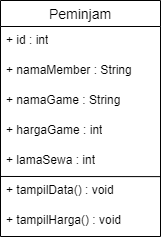 Peminjam
+ id : int
+ namaMember : String
+ namaGame : String
+ hargaGame : int
+ lamaSewa : int
+ tampilData() : void
+ tampilHarga() : void